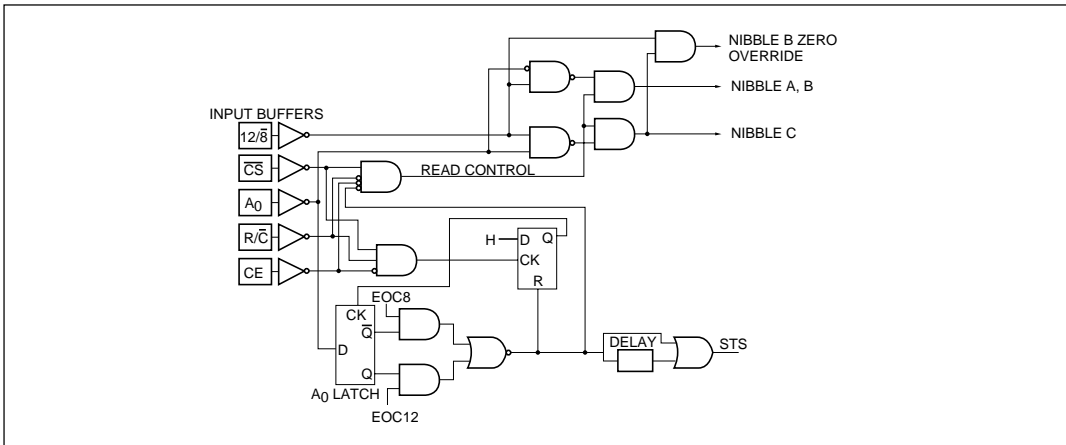 NIBBLE B ZERO
OVERRIDE
NIBBLE A, B
INPUT BUFFERS
12/8̅
NIBBLE C
C̅S̅
READ CONTROL
A0
R/C̅
H
D
Q
CK
CE
R
EOC8
CK
Q̅
D
Q
DELAY
STS
A0 LATCH
EOC12